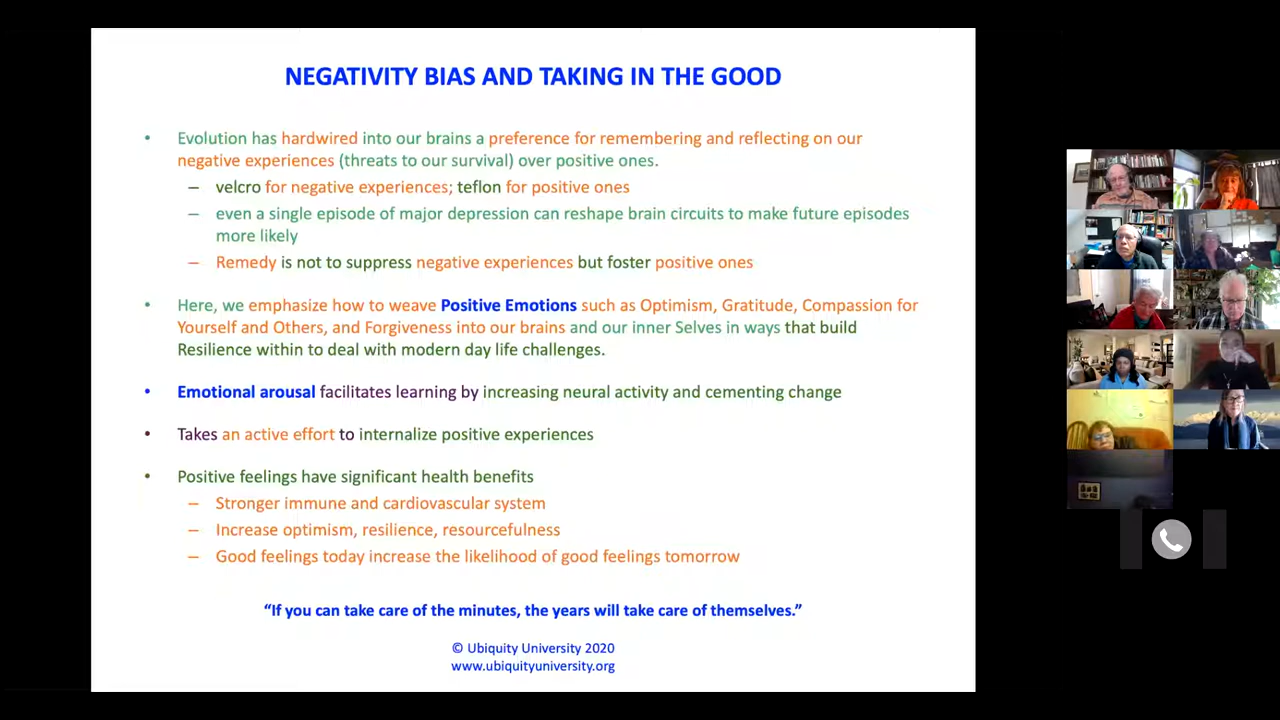 NEGATIVITY BIAS AND TAKING IN THE GOOD
• Evolution has hardwired into our brains a preference for remembering and reflecting on our
negative experiences (threats to our survival) over positive ones.
– velcro for negative experiences; teflon for positive ones
– even a single episode of major depression can reshape brain circuits to make future episodes
more likely
– Remedy is not to suppress negative experiences but foster positive ones
• Here, we emphasize how to weave Positive Emotions such as Optimism, Gratitude, Compassion for
Yourself and Others, and Forgiveness into our brains and our inner Selves in ways that build
Resilience within to deal with modern day life challenges.
• Emotional arousal facilitates learning by increasing neural activity and cementing change
• Takes an active effort to internalize positive experiences
• Positive feelings have significant health benefits
– Stronger immune and cardiovascular system
– Increase optimism, resilience, resourcefulness
– Good feelings today increase the likelihood of good feelings tomorrow
“If you can take care of the minutes, the years will take care of themselves.”
© Ubiquity University 2020
www.ubiquityuniversity.org